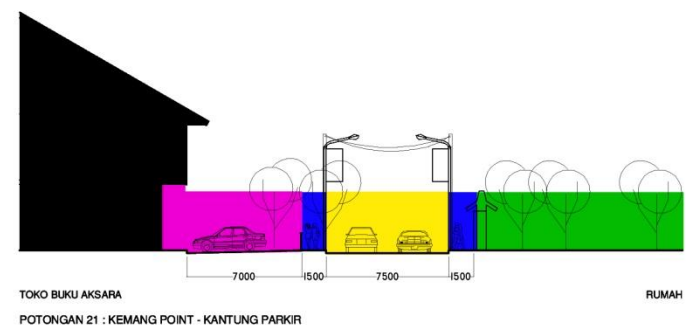 7000 1500 7500 1500
TOKO BUKU AKSARA RUMAH
POTONGAN 21 : KEMANG POINT - KANTUNG PARKIR